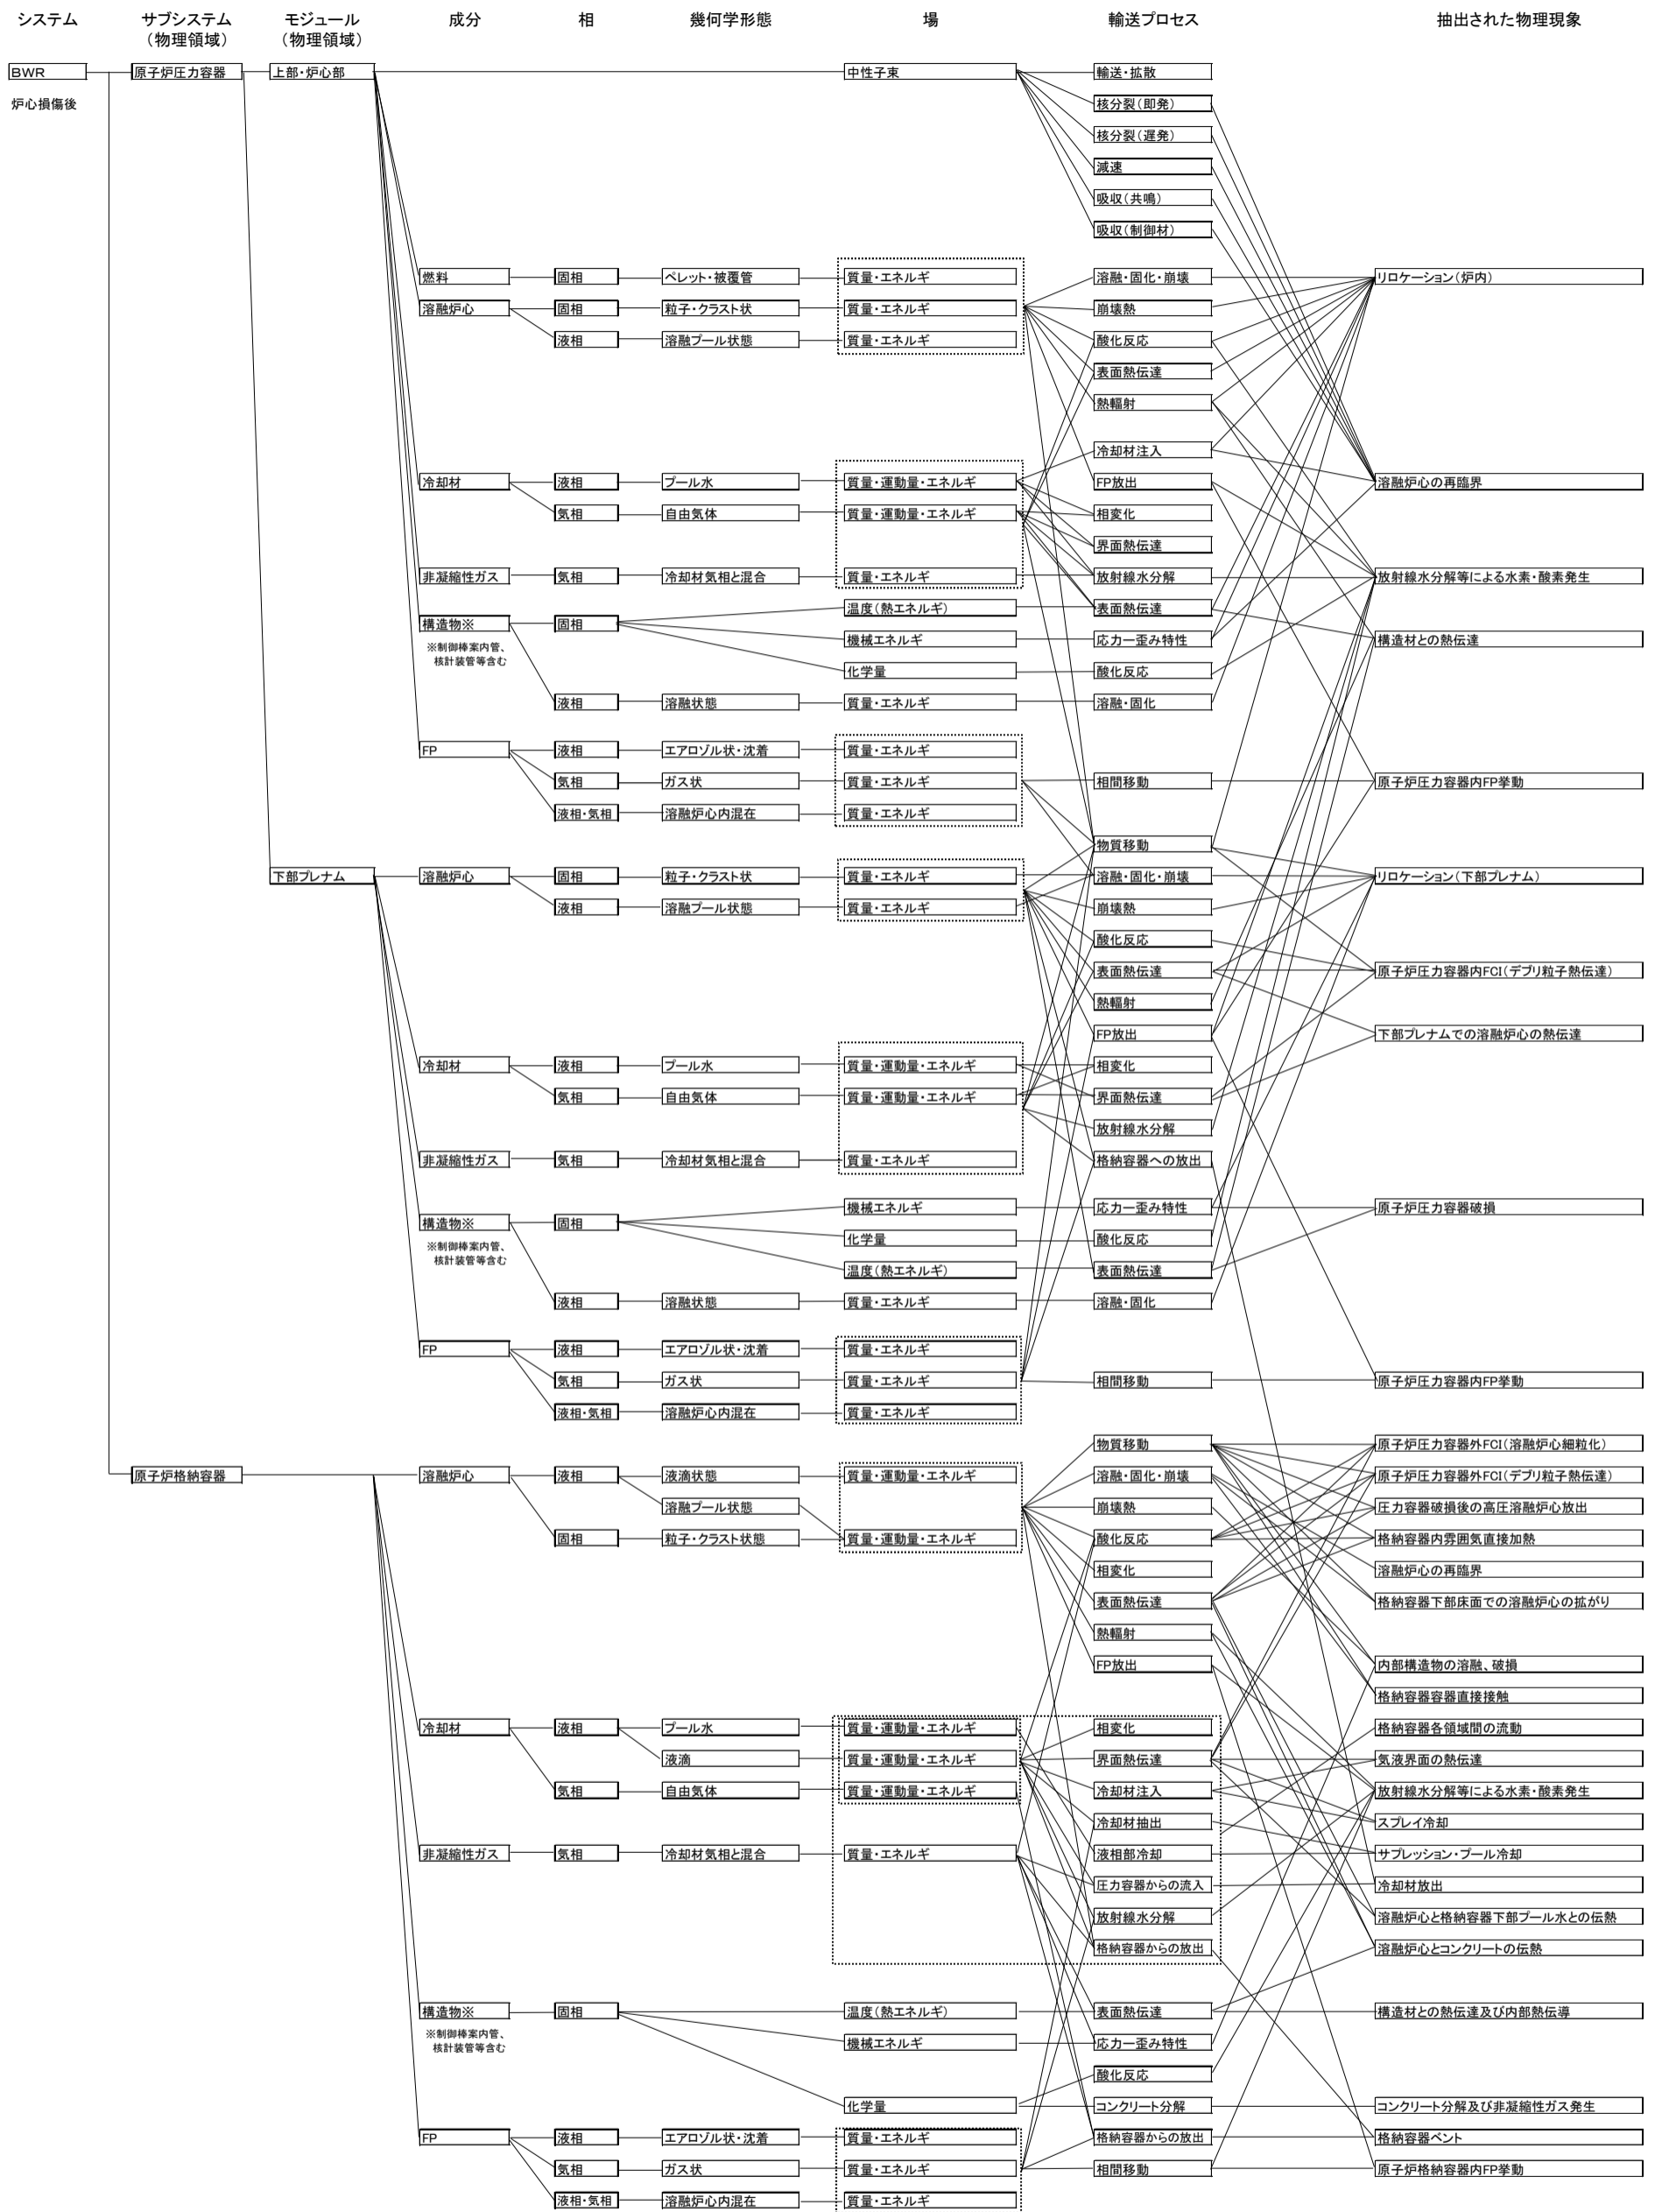 システム
サブシステム
（物理領域）
モジュール
（物理領域）
成分
相
幾何学形態
場
輸送プロセス
抽出された物理現象
BWR
原子炉圧力容器
上部・炉心部
中性子束
輸送・拡散
炉心損傷後
核分裂（即発）
核分裂（遅発）
減速
吸収（共鳴）
吸収（制御材）
燃料
固相
ペレット・被覆管
質量・エネルギ
溶融・固化・崩壊
リロケーション（炉内）
溶融炉心
固相
粒子・クラスト状
質量・エネルギ
崩壊熱
液相
溶融プール状態
質量・エネルギ
酸化反応
表面熱伝達
熱輻射
冷却材注入
冷却材
液相
プール水
質量・運動量・エネルギ
FP放出
溶融炉心の再臨界
気相
自由気体
質量・運動量・エネルギ
相変化
界面熱伝達
非凝縮性ガス
気相
冷却材気相と混合
質量・エネルギ
放射線水分解
放射線水分解等による水素・酸素発生
温度（熱エネルギ）
表面熱伝達
構造物※
固相
※制御棒案内管、
核計装管等含む
機械エネルギ
応力ー歪み特性
構造材との熱伝達
化学量
酸化反応
液相
溶融状態
質量・エネルギ
溶融・固化
FP
液相
エアロゾル状・沈着
質量・エネルギ
気相
ガス状
質量・エネルギ
相間移動
原子炉圧力容器内FP挙動
液相・気相
溶融炉心内混在
質量・エネルギ
物質移動
下部プレナム
溶融炉心
固相
粒子・クラスト状
質量・エネルギ
溶融・固化・崩壊
リロケーション（下部プレナム）
液相
溶融プール状態
質量・エネルギ
崩壊熱
酸化反応
表面熱伝達
原子炉圧力容器内FCI（デブリ粒子熱伝達）
熱輻射
FP放出
下部プレナムでの溶融炉心の熱伝達
冷却材
液相
プール水
質量・運動量・エネルギ
相変化
気相
自由気体
質量・運動量・エネルギ
界面熱伝達
放射線水分解
非凝縮性ガス
気相
冷却材気相と混合
質量・エネルギ
格納容器への放出
機械エネルギ
応力ー歪み特性
原子炉圧力容器破損
構造物※
固相
※制御棒案内管、
核計装管等含む
化学量
酸化反応
温度（熱エネルギ）
表面熱伝達
液相
溶融状態
質量・エネルギ
溶融・固化
FP
液相
エアロゾル状・沈着
質量・エネルギ
気相
ガス状
質量・エネルギ
相間移動
原子炉圧力容器内FP挙動
液相・気相
溶融炉心内混在
質量・エネルギ
物質移動
原子炉圧力容器外FCI（溶融炉心細粒化）
原子炉格納容器
溶融炉心
液相
液滴状態
質量・運動量・エネルギ
溶融・固化・崩壊
原子炉圧力容器外FCI（デブリ粒子熱伝達）
溶融プール状態
崩壊熱
圧力容器破損後の高圧溶融炉心放出
固相
粒子・クラスト状態
質量・運動量・エネルギ
酸化反応
格納容器内雰囲気直接加熱
相変化
溶融炉心の再臨界
表面熱伝達
格納容器下部床面での溶融炉心の拡がり
熱輻射
FP放出
内部構造物の溶融、破損
格納容器容器直接接触
冷却材
液相
プール水
質量・運動量・エネルギ
相変化
格納容器各領域間の流動
液滴
質量・運動量・エネルギ
界面熱伝達
気液界面の熱伝達
気相
自由気体
質量・運動量・エネルギ
冷却材注入
放射線水分解等による水素・酸素発生
冷却材抽出
スプレイ冷却
非凝縮性ガス
気相
冷却材気相と混合
質量・エネルギ
液相部冷却
サプレッション・プール冷却
圧力容器からの流入
冷却材放出
放射線水分解
溶融炉心と格納容器下部プール水との伝熱
格納容器からの放出
溶融炉心とコンクリートの伝熱
構造物※
固相
※制御棒案内管、
核計装管等含む
温度（熱エネルギ）
表面熱伝達
構造材との熱伝達及び内部熱伝導
機械エネルギ
応力ー歪み特性
酸化反応
化学量
コンクリート分解
コンクリート分解及び非凝縮性ガス発生
FP
液相
エアロゾル状・沈着
質量・エネルギ
格納容器からの放出
格納容器ベント
気相
ガス状
質量・エネルギ
相間移動
原子炉格納容器内FP挙動
液相・気相
溶融炉心内混在
質量・エネルギ